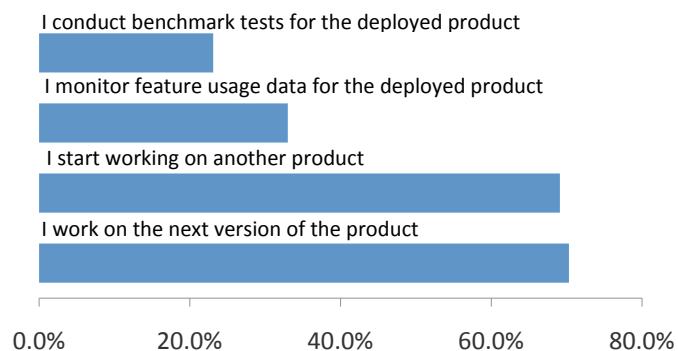 I conduct benchmark tests for the deployed product
I monitor feature usage data for the deployed product
I start working on another product
I work on the next version of the product
0.0% 20.0% 40.0% 60.0% 80.0%